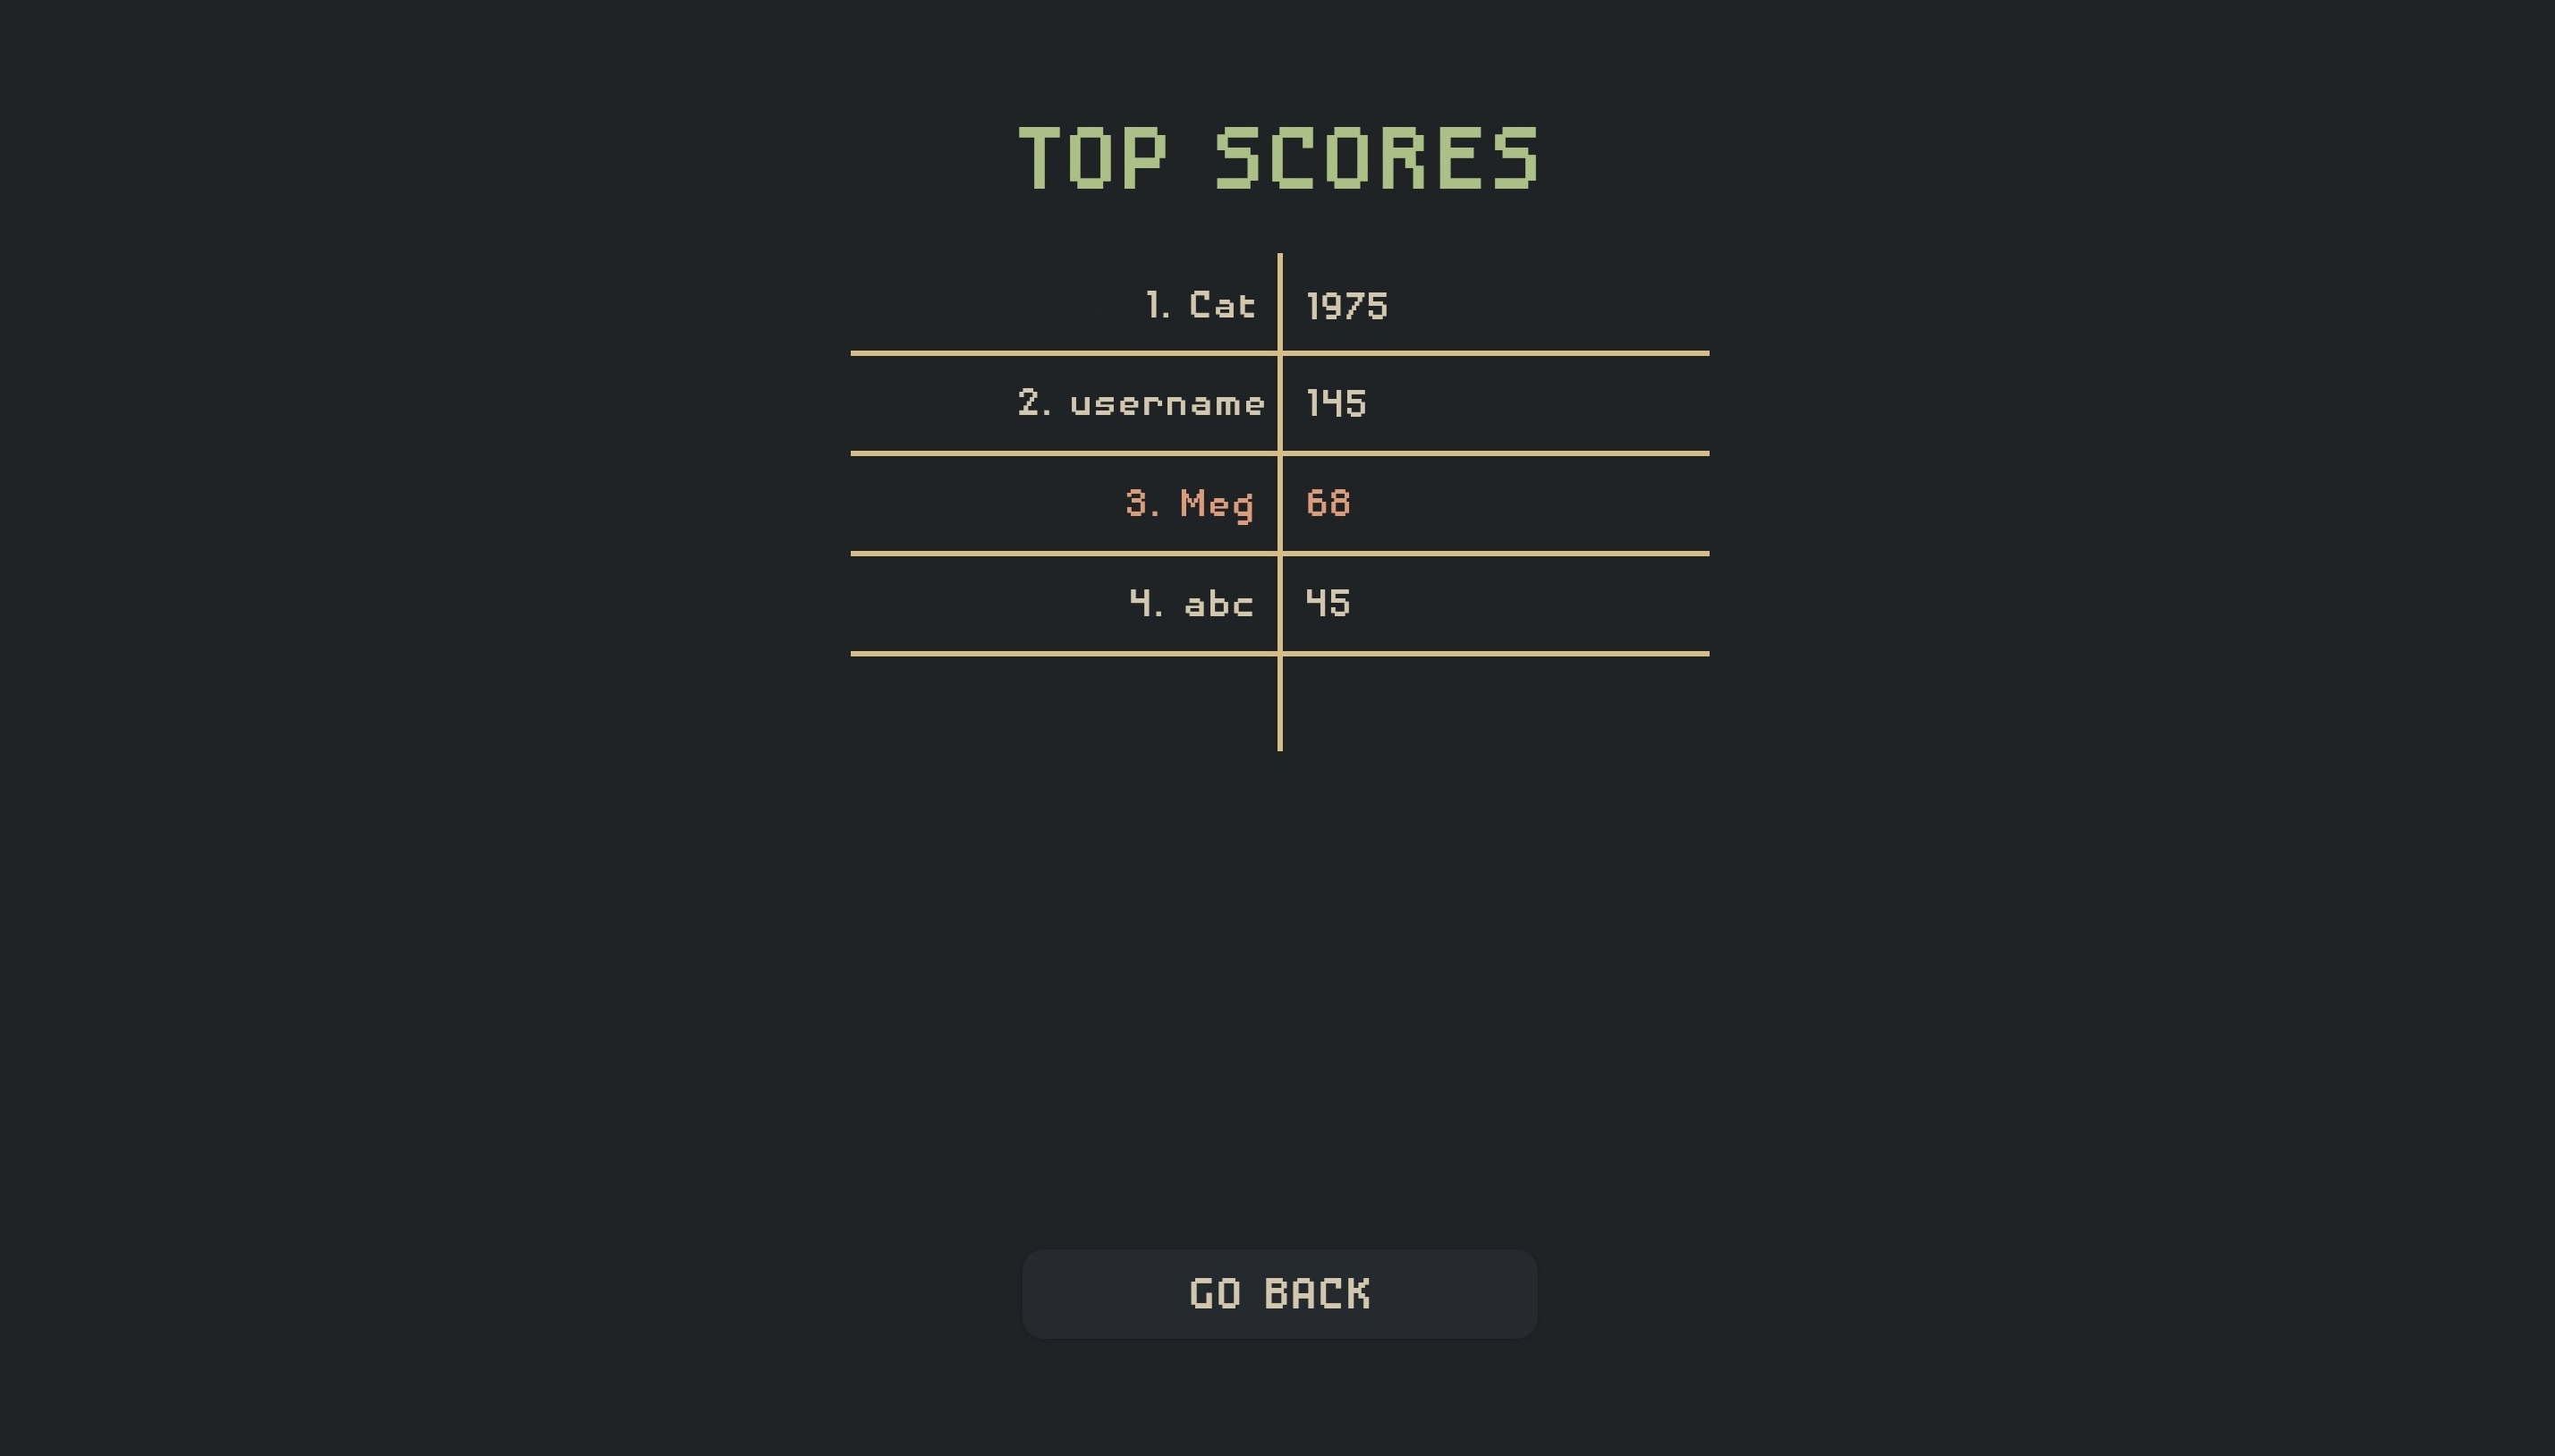 TOP SCORES
1. Cat 1975
2. username 145
3. Meg 68
4. abc 45
GO BACK